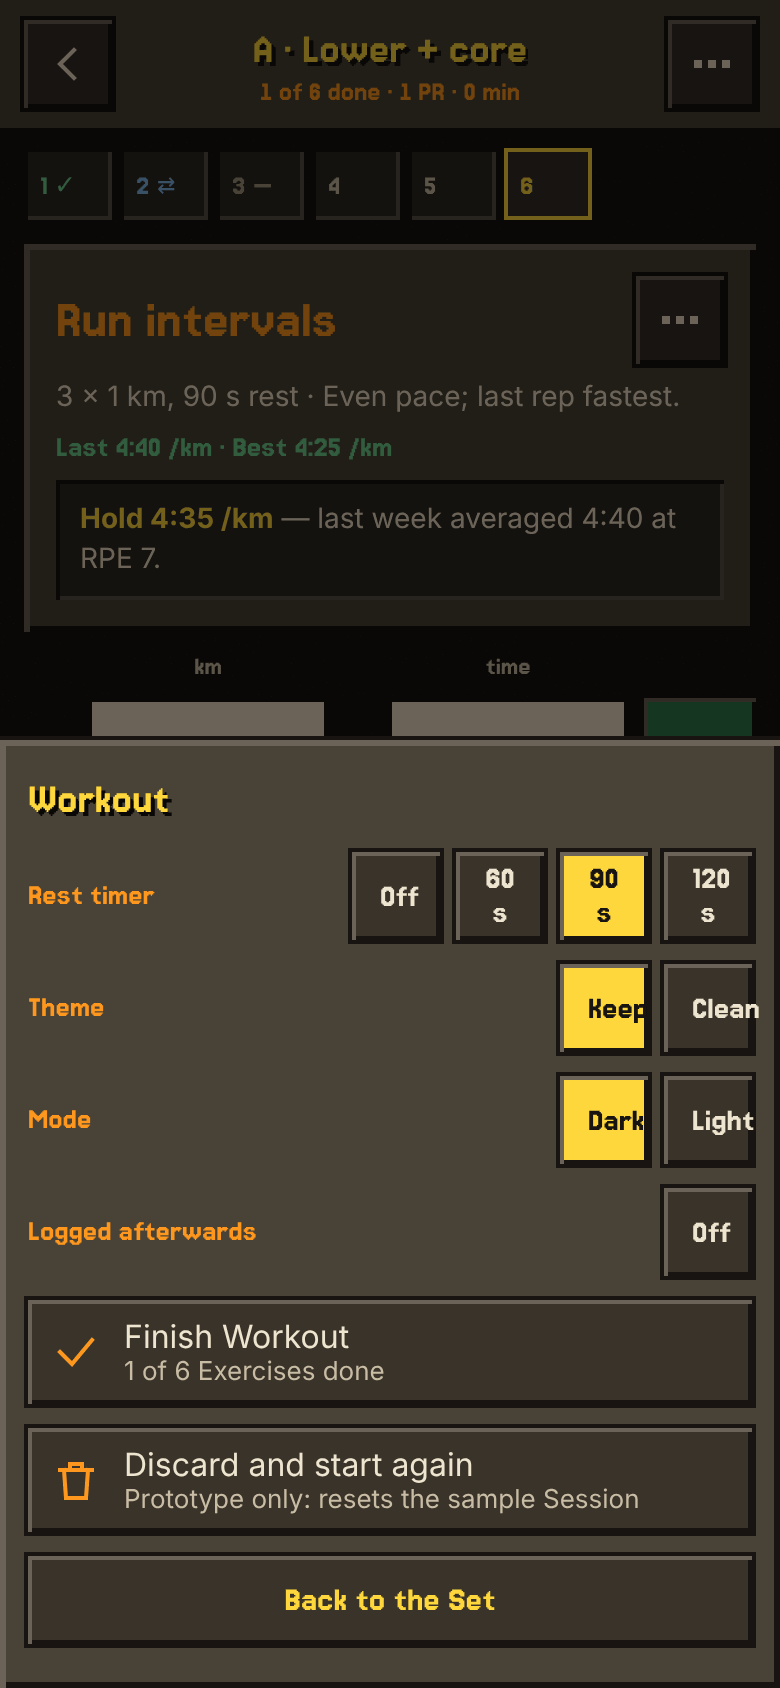 A · Lower + core
1 of 6 done · 1 PR · 0 min
1 ✓ 2 ⇄ 3 — 4 5 6
Run intervals
3 × 1 km, 90 s rest · Even pace; last rep fastest.
Last 4:40 /km · Best 4:25 /km
Hold 4:35 /km — last week averaged 4:40 at
RPE 7.
km time
Workout
Rest timer Off 60 s 90 s 120 s
Theme Keep Clean
Mode Dark Light
Logged afterwards Off
Finish Workout
1 of 6 Exercises done
Discard and start again
Prototype only: resets the sample Session
Back to the Set